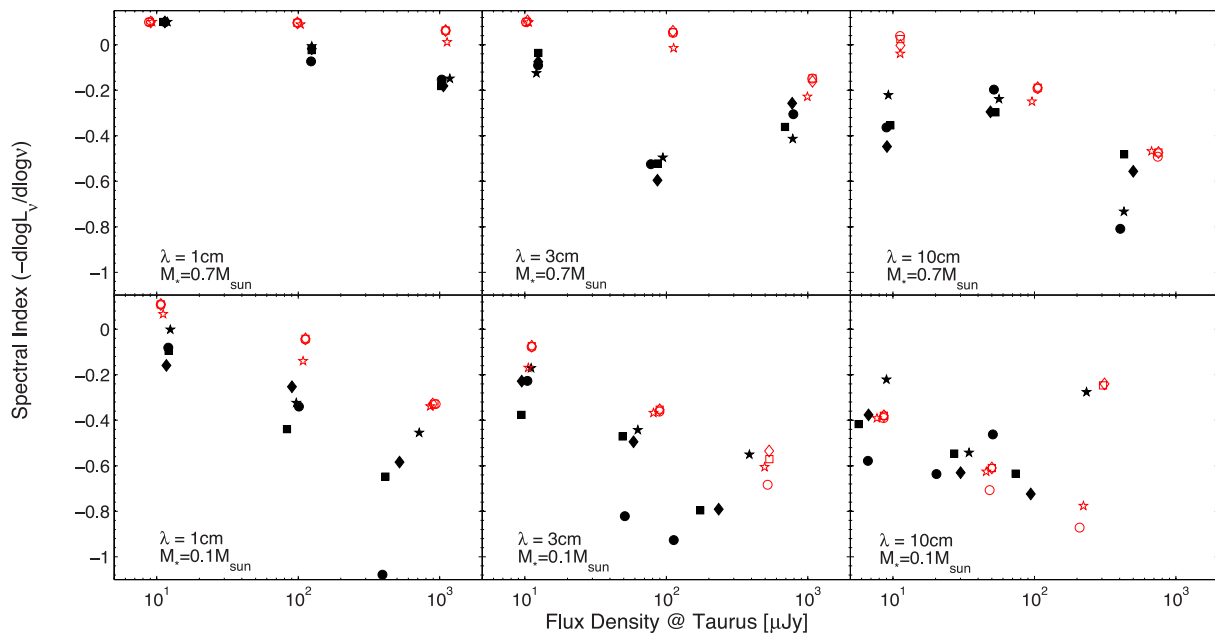 0
−0.2
−0.4
−0.6
−0.8
−1
λ = 1cm
M*=0.7Msun
λ = 3cm
M*=0.7Msun
λ = 10cm
M*=0.7Msun
0
−0.2
−0.4
−0.6
−0.8
−1
λ = 1cm
M*=0.1Msun
λ = 3cm
M*=0.1Msun
λ = 10cm
M*=0.1Msun
10¹ 10² 10³ 10¹ 10² 10³ 10¹ 10² 10³
Flux Density @ Taurus [μJy]
Spectral Index (−dlogLν/dlogν)